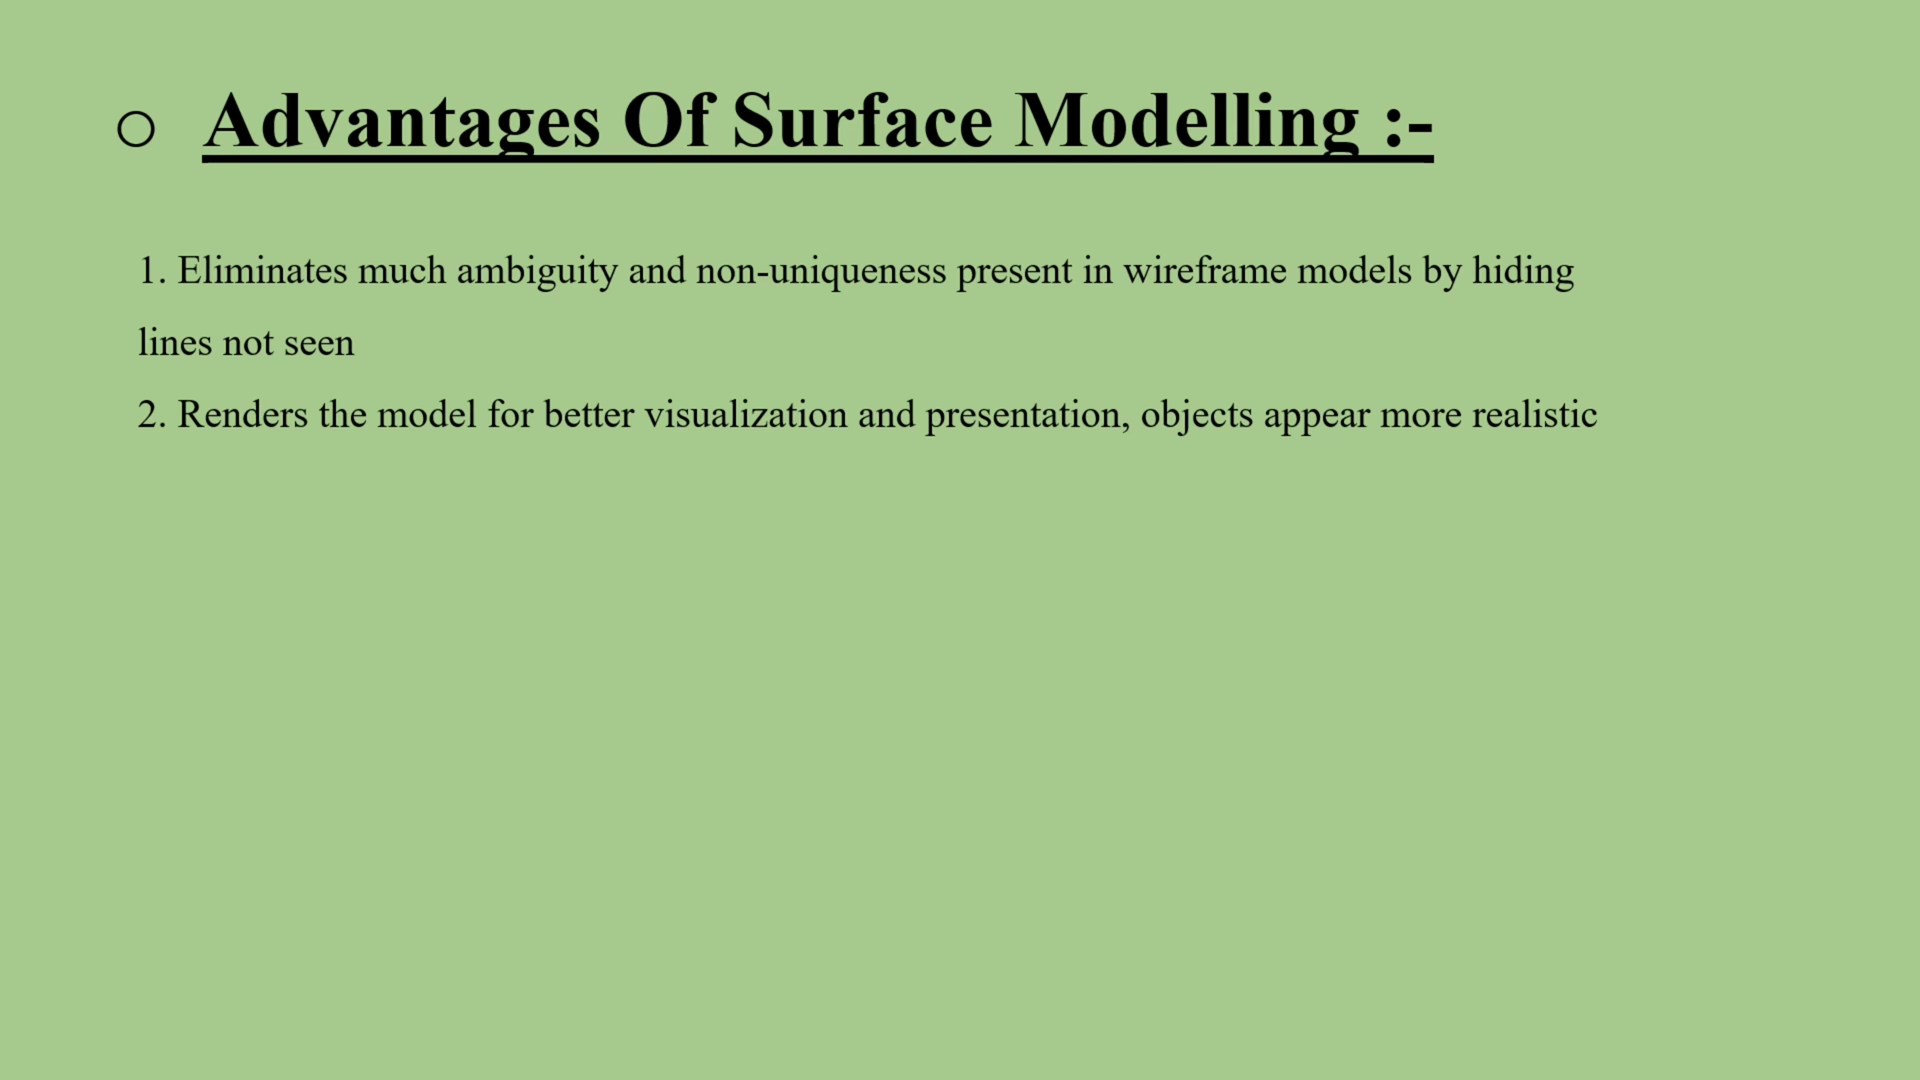 ○ Advantages Of Surface Modelling :-
1. Eliminates much ambiguity and non-uniqueness present in wireframe models by hiding
lines not seen
2. Renders the model for better visualization and presentation, objects appear more realistic